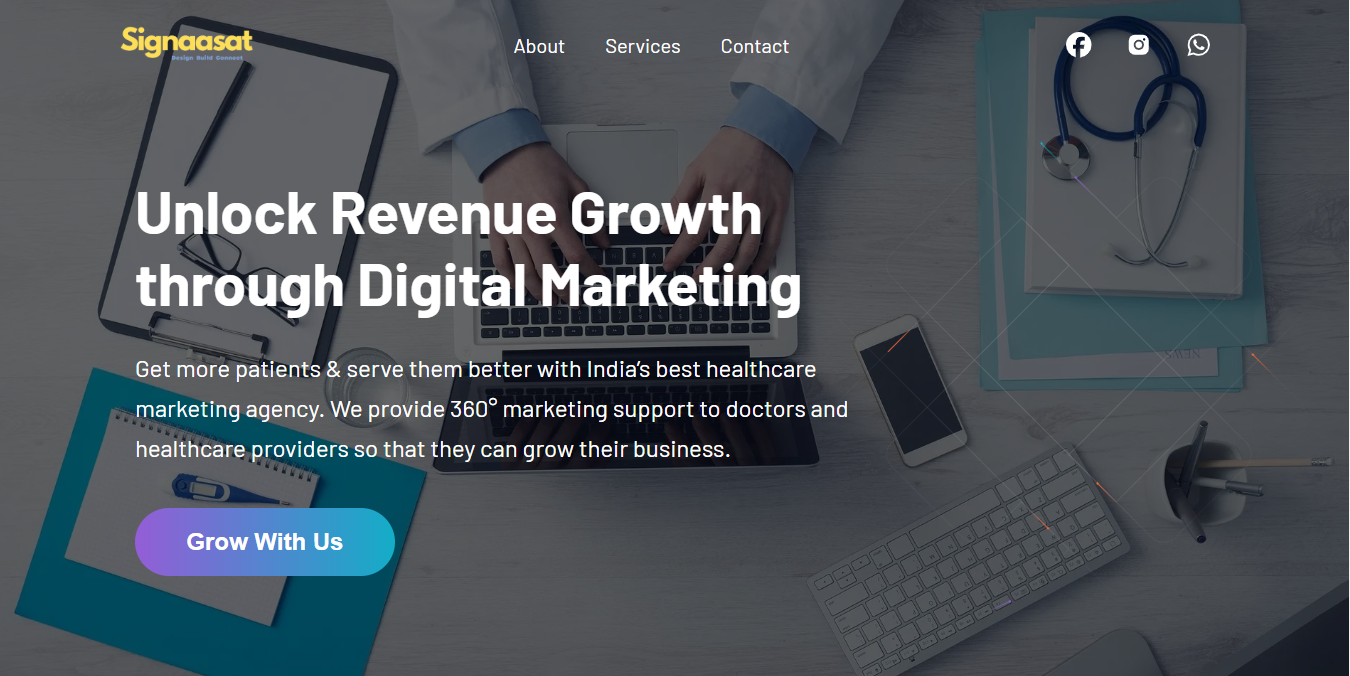 Signaasat
Design Build Connect
About Services Contact
Unlock Revenue Growth
through Digital Marketing
Get more patients & serve them better with India’s best healthcare
marketing agency. We provide 360° marketing support to doctors and
healthcare providers so that they can grow their business.
Grow With Us
NEWS